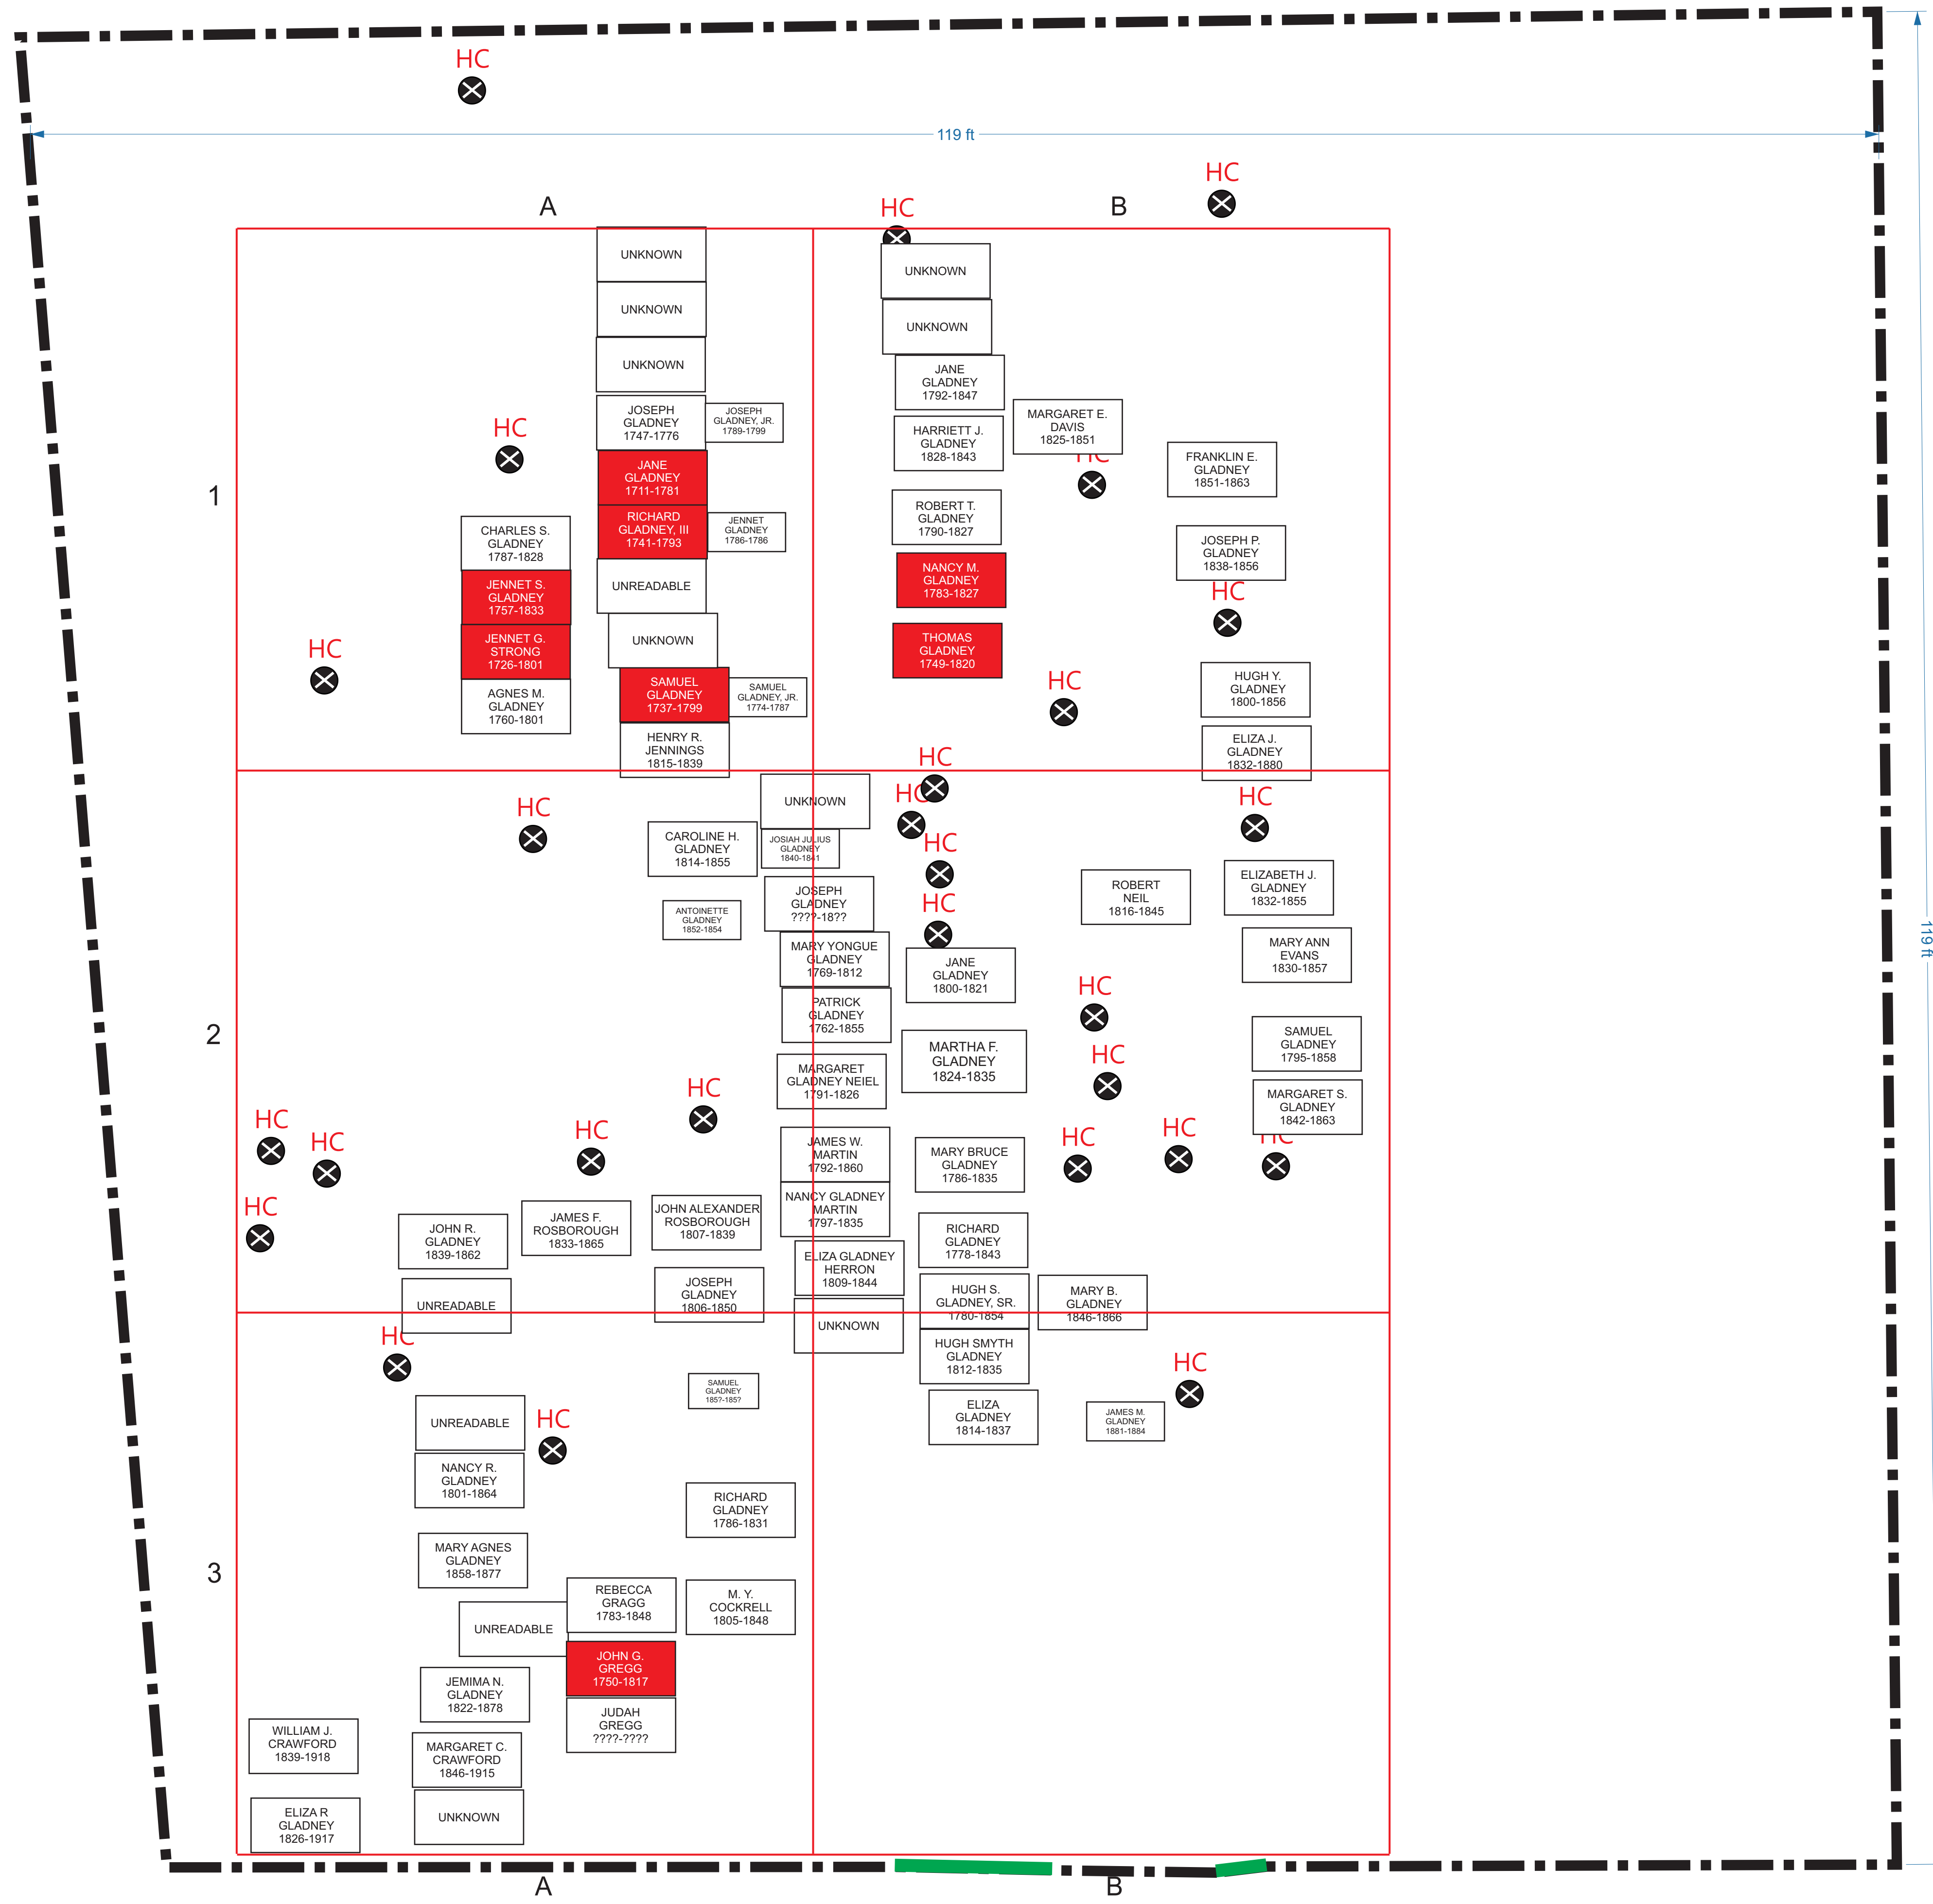 HC
119 ft
HC
A
HC
B
UNKNOWN
UNKNOWN
UNKNOWN
JOSEPH
GLADNEY
1747-1776
JOSEPH
GLADNEY, JR.
1789-1799
JANE
GLADNEY
1711-1781
RICHARD
GLADNEY, III
1741-1793
JENNET
GLADNEY
1786-1786
UNREADABLE
UNKNOWN
SAMUEL
GLADNEY
1737-1799
SAMUEL
GLADNEY, JR.
1774-1787
HENRY R.
JENNINGS
1815-1839
HC
1
CHARLES S.
GLADNEY
1787-1828
JENNET S.
GLADNEY
1757-1833
JENNET G.
STRONG
1726-1801
AGNES M.
GLADNEY
1760-1801
HC
UNKNOWN
UNKNOWN
JANE
GLADNEY
1792-1847
HARRIETT J.
GLADNEY
1828-1843
MARGARET E.
DAVIS
1825-1851
HC
FRANKLIN E.
GLADNEY
1851-1863
ROBERT T.
GLADNEY
1790-1827
JOSEPH P.
GLADNEY
1838-1856
NANCY M.
GLADNEY
1783-1827
HC
THOMAS
GLADNEY
1749-1820
HC
HUGH Y.
GLADNEY
1800-1856
ELIZA J.
GLADNEY
1832-1880
HC
HC
HC
HC
HC
HC
UNKNOWN
CAROLINE H.
GLADNEY
1814-1855
JOSIAH JULIUS
GLADNEY
1840-1841
ANTOINETTE
GLADNEY
1852-1854
JOSEPH
GLADNEY
????-18??
MARY YONGUE
GLADNEY
1769-1812
PATRICK
GLADNEY
1762-1855
JANE
GLADNEY
1800-1821
ROBERT
NEIL
1816-1845
ELIZABETH J.
GLADNEY
1832-1855
MARY ANN
EVANS
1830-1857
119 ft
2
HC
SAMUEL
GLADNEY
1795-1858
MARTHA F.
GLADNEY
1824-1835
HC
MARGARET
GLADNEY NEIEL
1791-1826
MARGARET S.
GLADNEY
1842-1863
HC
HC
HC
HC
HC
HC
HC
HC
JAMES W.
MARTIN
1792-1860
MARY BRUCE
GLADNEY
1786-1835
NANCY GLADNEY
MARTIN
1797-1835
JOHN R.
GLADNEY
1839-1862
JAMES F.
ROSBOROUGH
1833-1865
JOHN ALEXANDER
ROSBOROUGH
1807-1839
RICHARD
GLADNEY
1778-1843
ELIZA GLADNEY
HERRON
1809-1844
UNREADABLE
JOSEPH
GLADNEY
1806-1850
HUGH S.
GLADNEY, SR.
1780-1854
MARY B.
GLADNEY
1846-1866
UNKNOWN
HUGH SMYTH
GLADNEY
1812-1835
HC
HC
SAMUEL
GLADNEY
185?-185?
ELIZA
GLADNEY
1814-1837
JAMES M.
GLADNEY
1881-1884
UNREADABLE
HC
NANCY R.
GLADNEY
1801-1864
RICHARD
GLADNEY
1786-1831
3
MARY AGNES
GLADNEY
1858-1877
REBECCA
GRAGG
1783-1848
M. Y.
COCKRELL
1805-1848
UNREADABLE
JOHN G.
GREGG
1750-1817
JEMIMA N.
GLADNEY
1822-1878
JUDAH
GREGG
????-????
WILLIAM J.
CRAWFORD
1839-1918
MARGARET C.
CRAWFORD
1846-1915
ELIZA R
GLADNEY
1826-1917
UNKNOWN
A
B